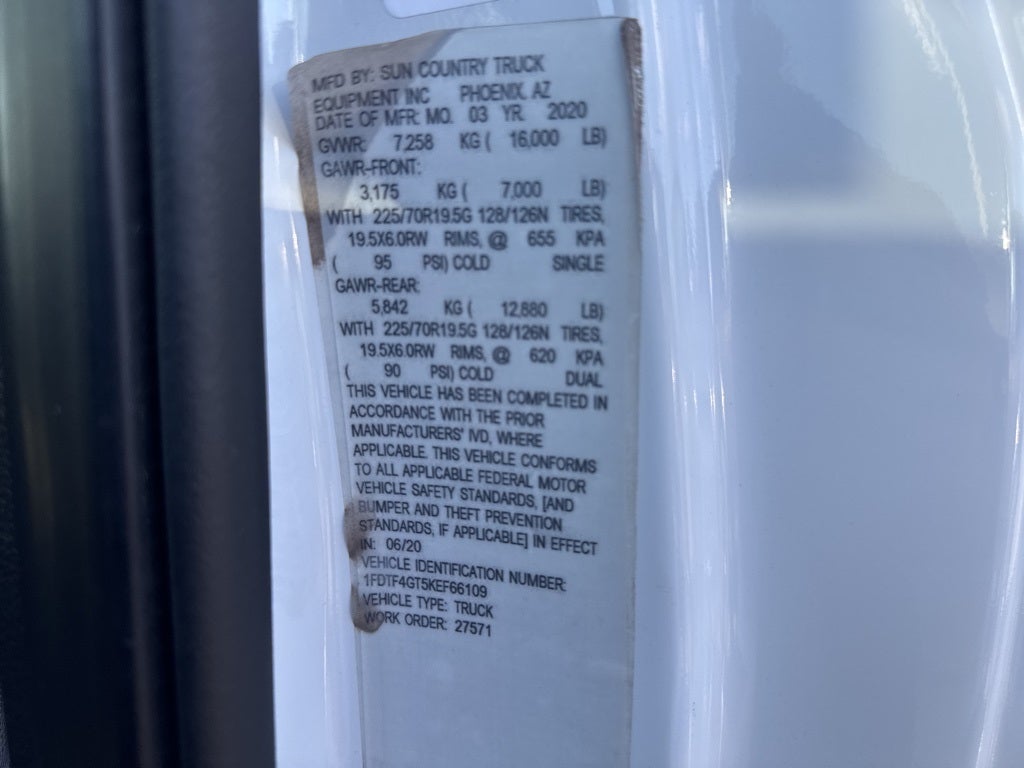 MFD BY: SUN COUNTRY TRUCK
EQUIPMENT INC PHOENIX, AZ
DATE OF MFR: MO. 03 YR. 2020
GVWR: 7,258 KG ( 16,000 LB)
GAWR-FRONT:
3,175 KG ( 7,000 LB)
WITH 225/70R19.5G 128/126N TIRES,
19.5X6.0RW RIMS, @ 655 KPA
( 95 PSI) COLD SINGLE
GAWR-REAR:
5,842 KG ( 12,880 LB)
WITH 225/70R19.5G 128/126N TIRES,
19.5X6.0RW RIMS, @ 620 KPA
( 90 PSI) COLD DUAL
THIS VEHICLE HAS BEEN COMPLETED IN
ACCORDANCE WITH THE PRIOR
MANUFACTURERS' IVD, WHERE
APPLICABLE. THIS VEHICLE CONFORMS
TO ALL APPLICABLE FEDERAL MOTOR
VEHICLE SAFETY STANDARDS, [AND
BUMPER AND THEFT PREVENTION
STANDARDS, IF APPLICABLE] IN EFFECT
IN: 06/20
VEHICLE IDENTIFICATION NUMBER:
1FDTF4GT5KEF66109
VEHICLE TYPE: TRUCK
WORK ORDER: 27571